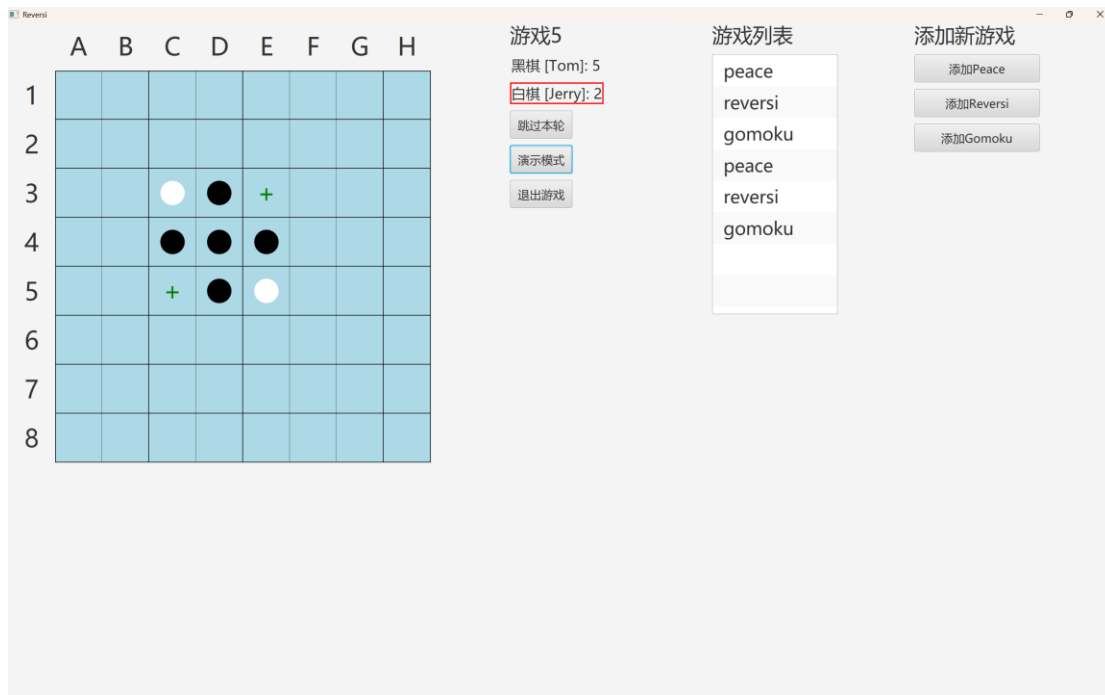 Reversi
A B C D E F G H
1
2
3
+
4
5
+
6
7
8
游戏5
黑棋 [Tom]: 5
白棋 [Jerry]: 2
跳过本轮
演示模式
退出游戏
游戏列表
peace
reversi
gomoku
peace
reversi
gomoku
添加新游戏
添加Peace
添加Reversi
添加Gomoku